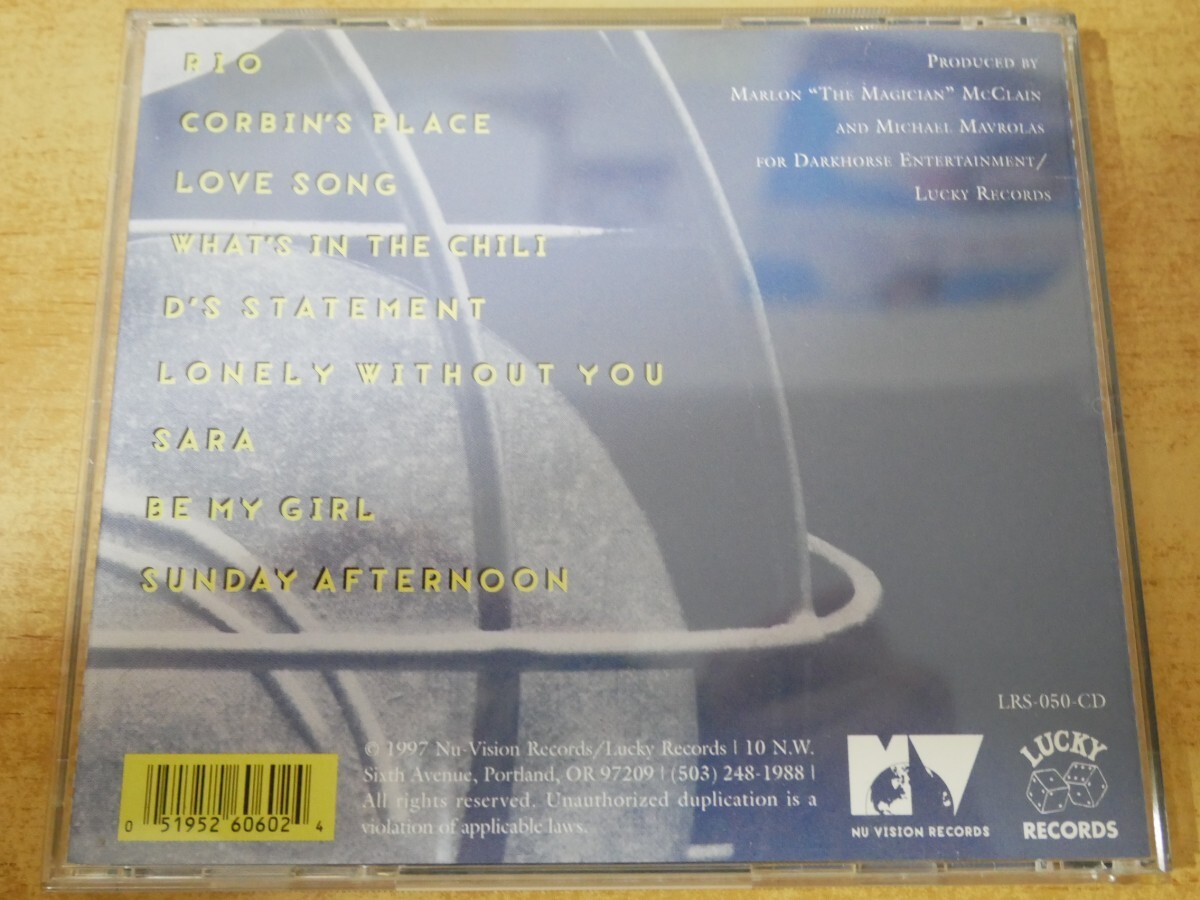 RIO
CORBIN'S PLACE
LOVE SONG
WHAT'S IN THE CHILI
D'S STATEMENT
LONELY WITHOUT YOU
SARA
BE MY GIRL
SUNDAY AFTERNOON
PRODUCED BY
MARLON "THE MAGICIAN" MCCLAIN
AND MICHAEL MAVROLAS
FOR DARKHORSE ENTERTAINMENT/
LUCKY RECORDS
LRS-050-CD
0 51952 60602 4
© 1997 Nu-Vision Records/Lucky Records | 10 N.W.
Sixth Avenue, Portland, OR 97209 | (503) 248-1988 |
All rights reserved. Unauthorized duplication is a
violation of applicable laws.
NV
NU VISION RECORDS
LUCKY
RECORDS